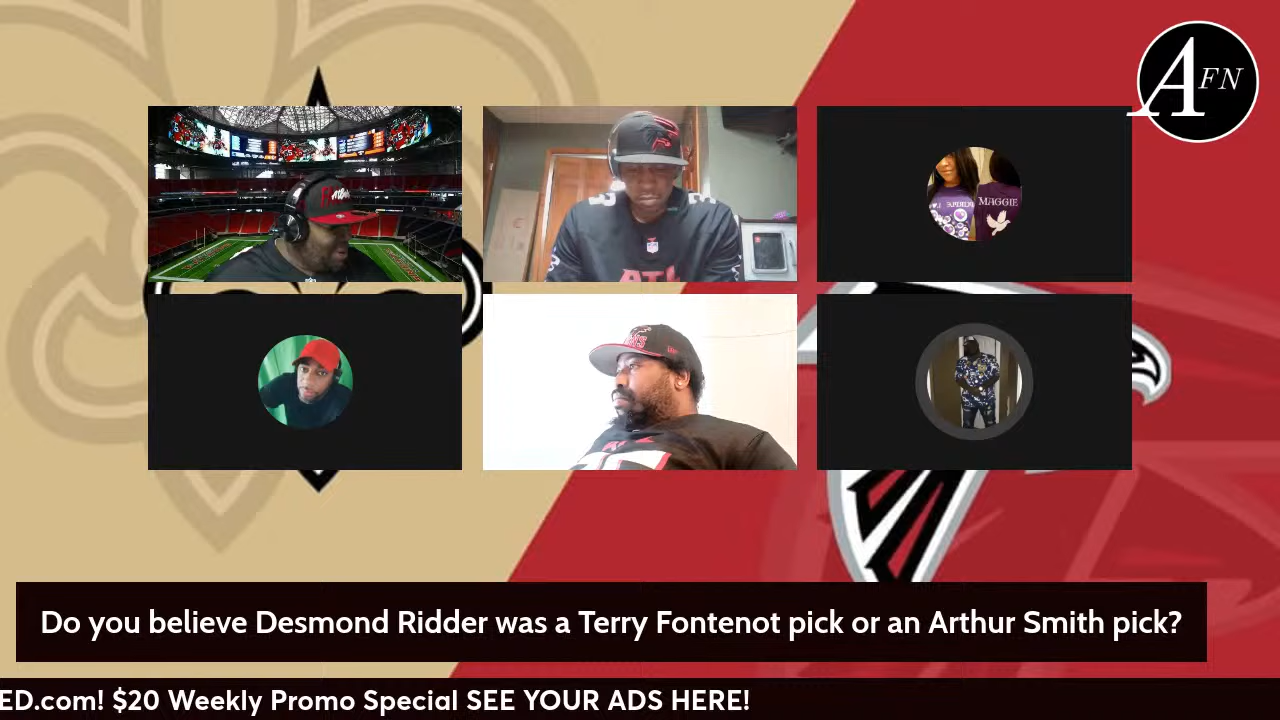 AFN
ATL
MAGGIE
Do you believe Desmond Ridder was a Terry Fontenot pick or an Arthur Smith pick?
ED.com! $20 Weekly Promo Special SEE YOUR ADS HERE!